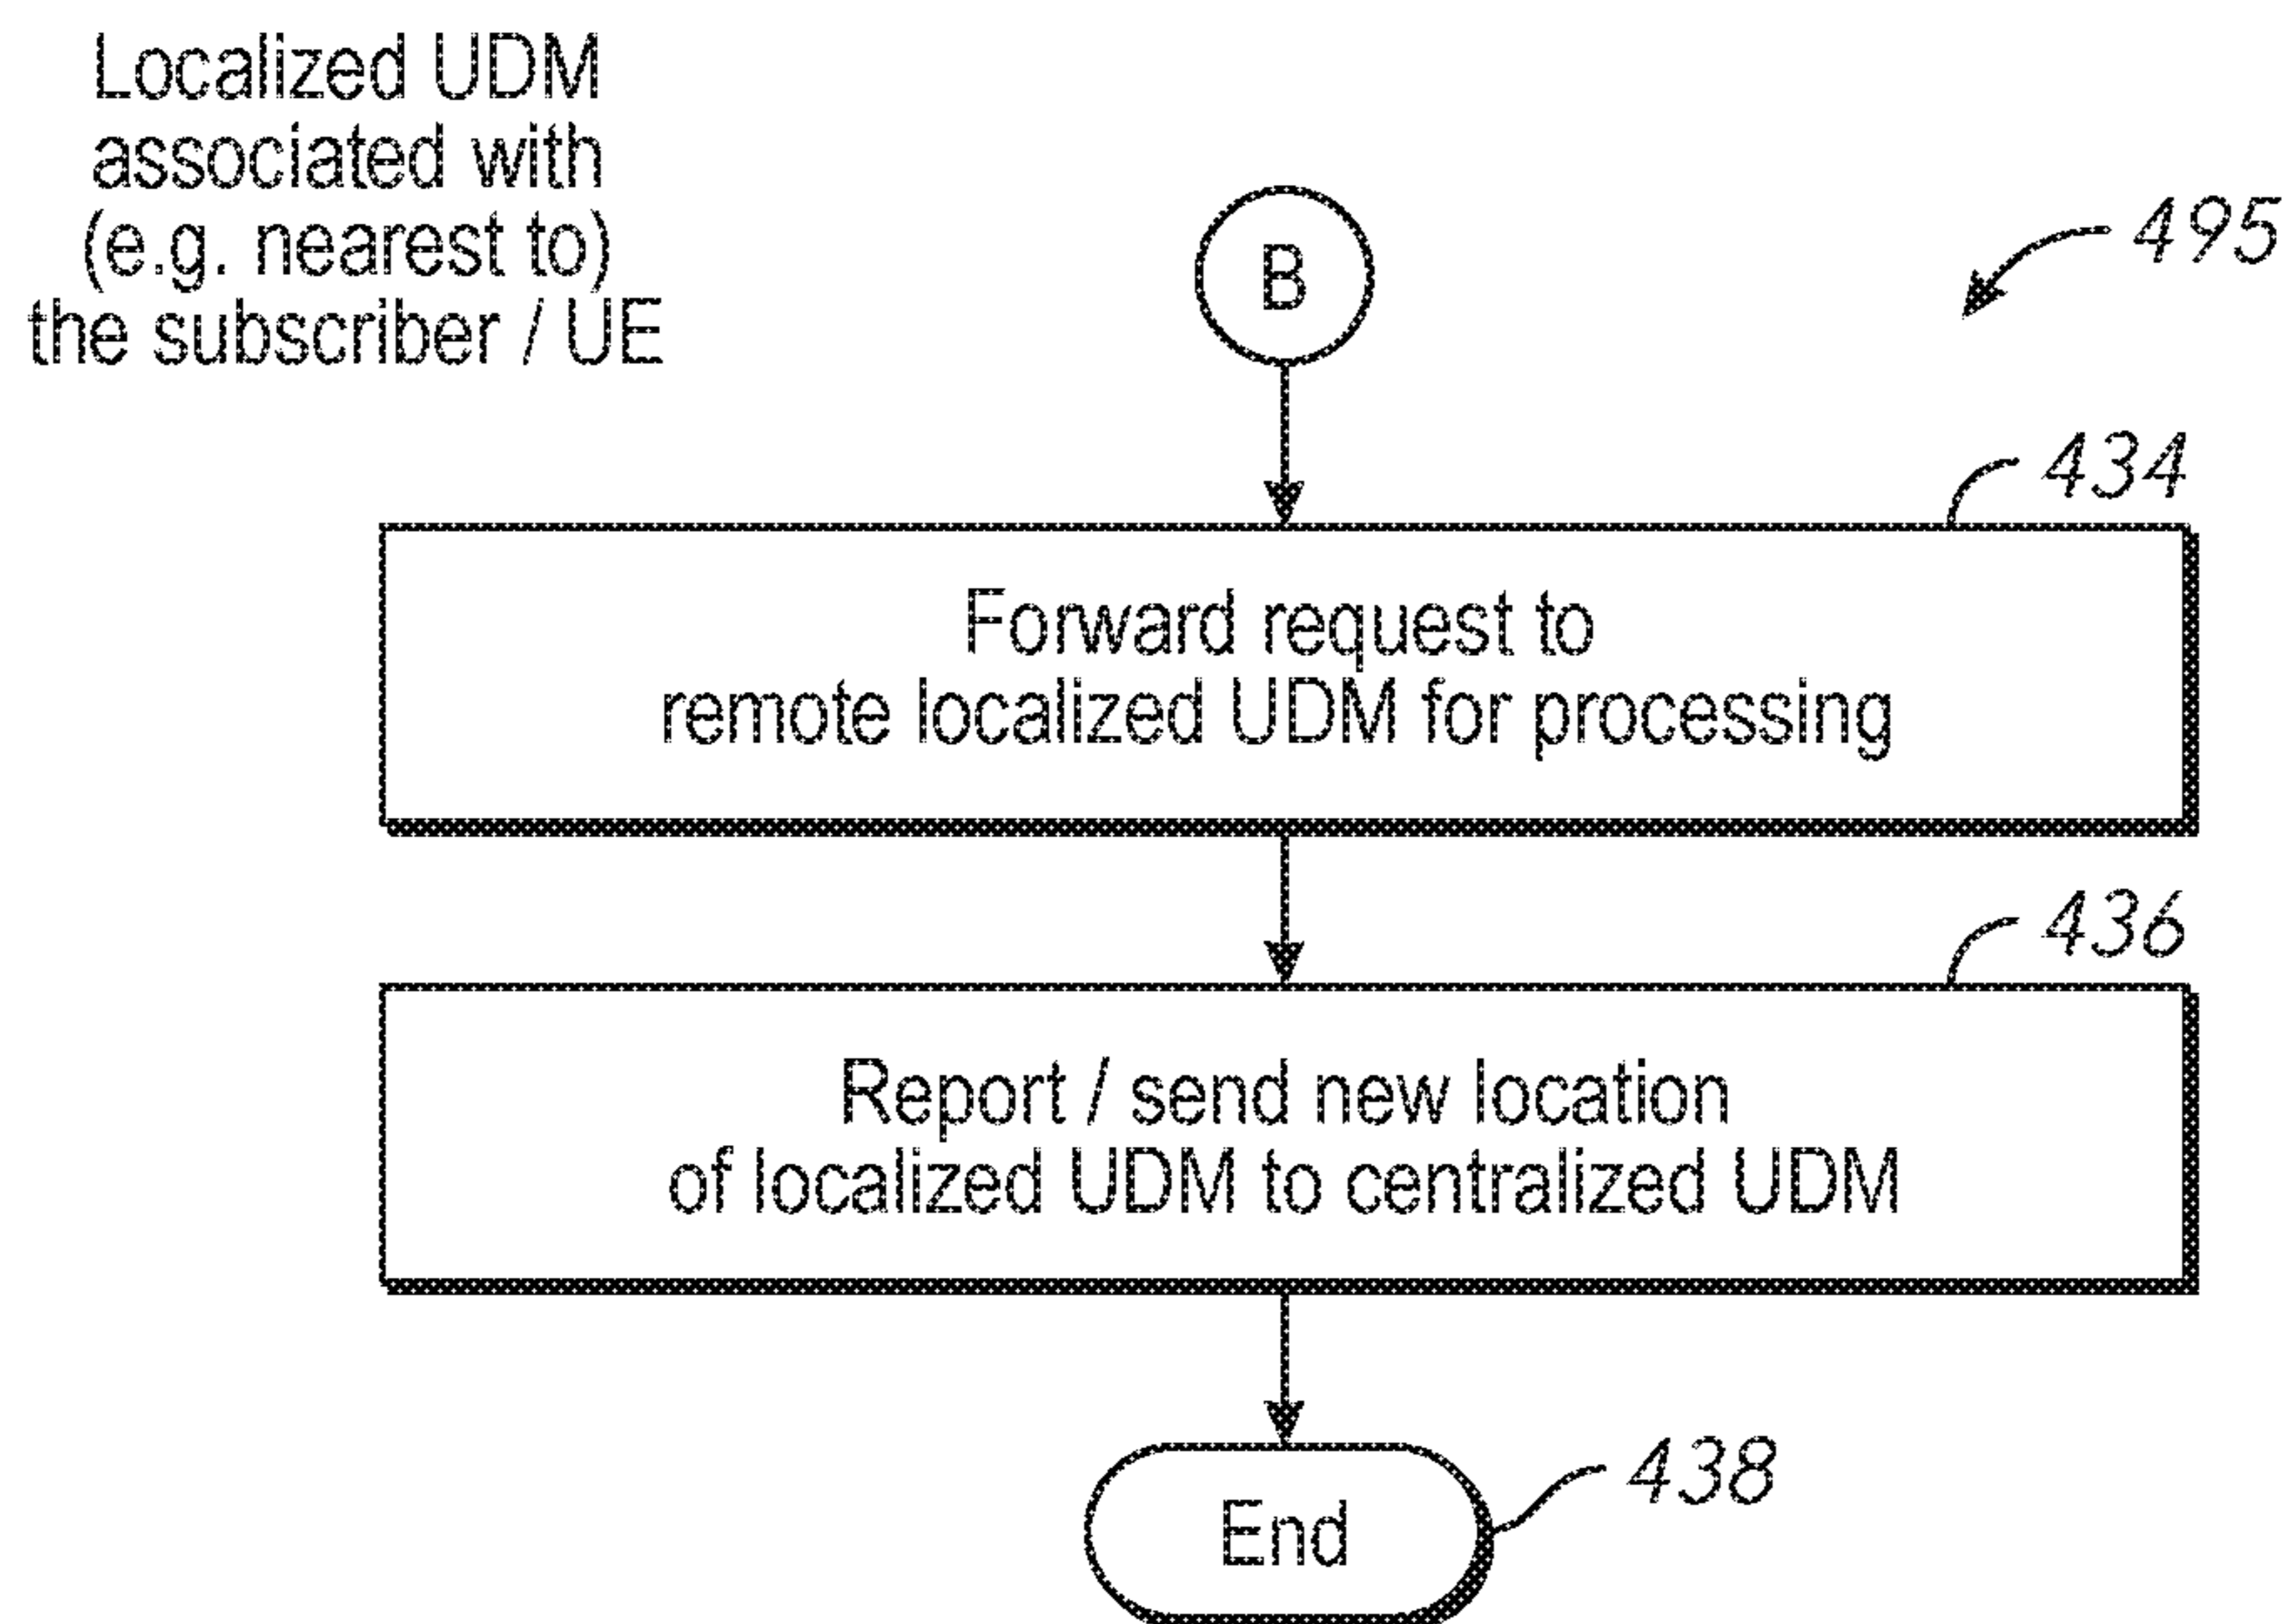 Localized UDM
associated with
(e.g. nearest to)
the subscriber / UE
B
495
434
Forward request to
remote localized UDM for processing
436
Report / send new location
of localized UDM to centralized UDM
End
438